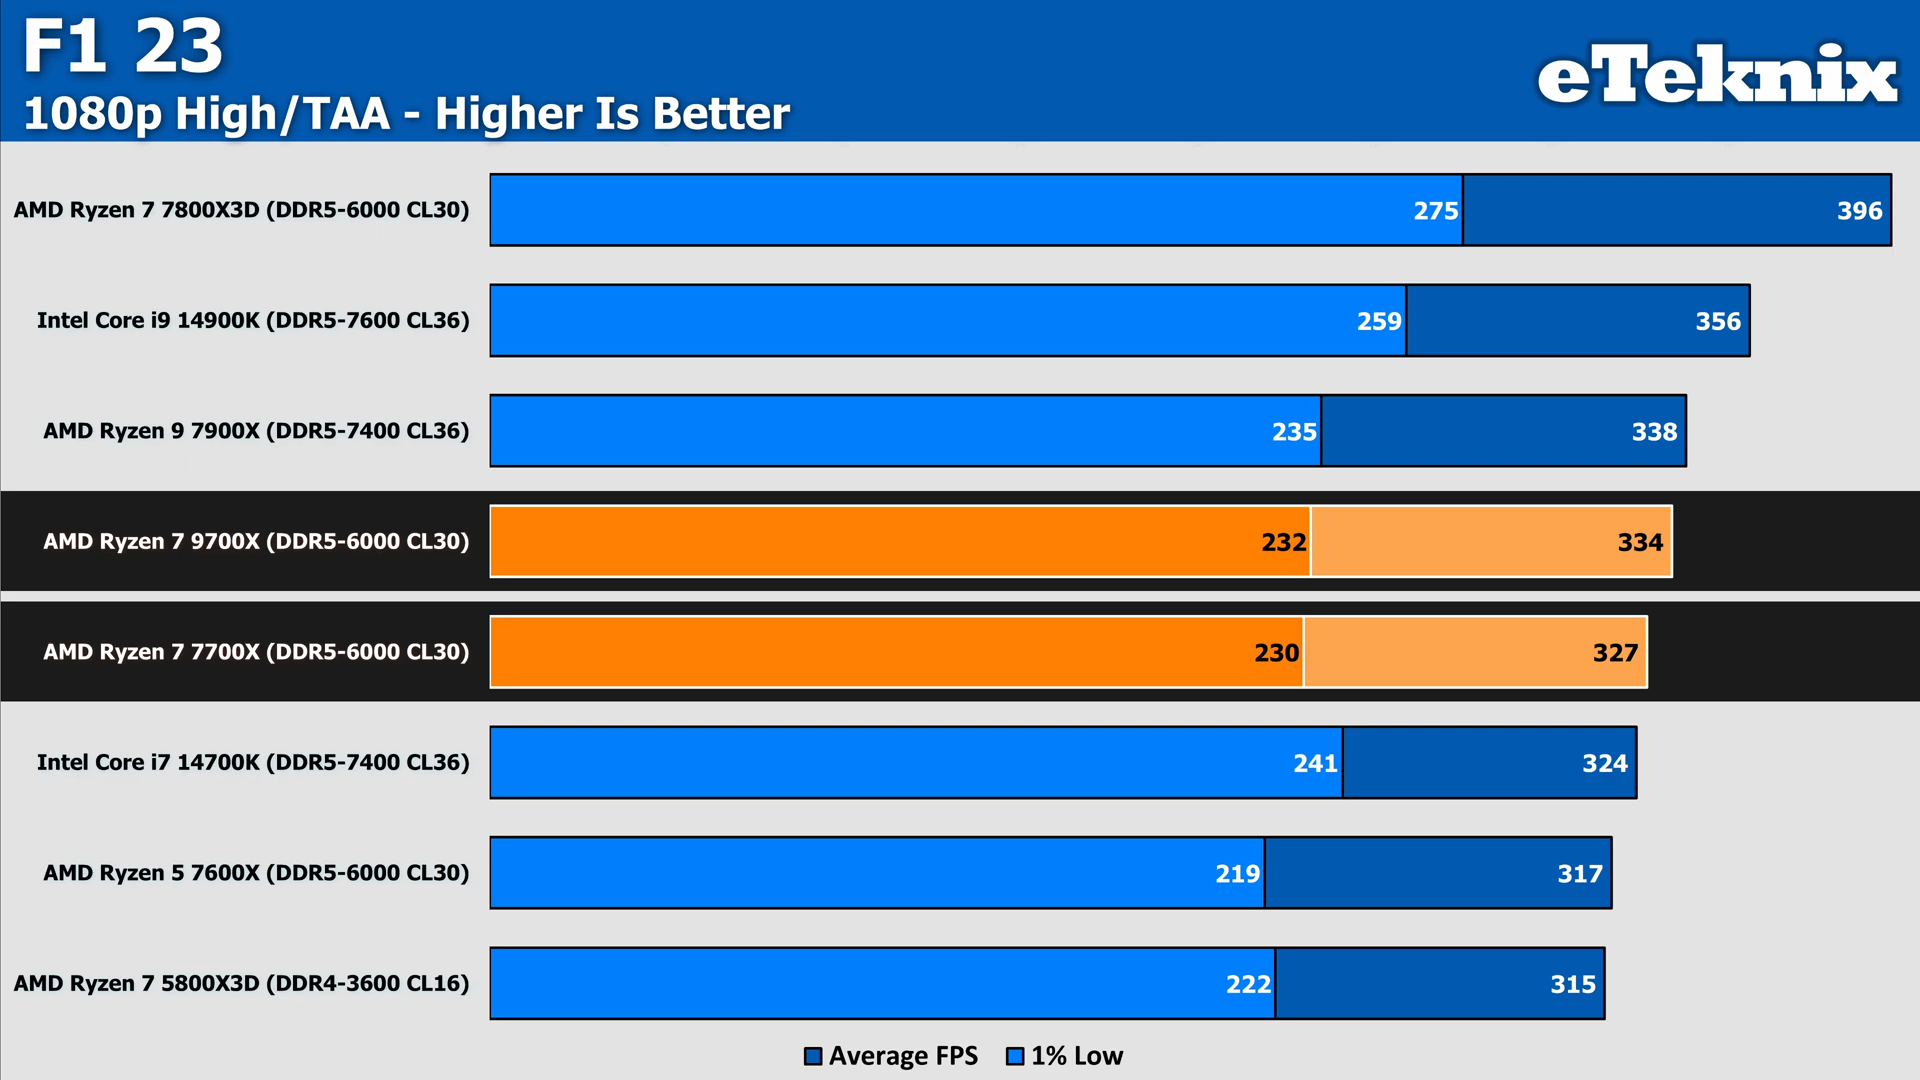 F1 23
1080p High/TAA - Higher Is Better
eTeknix
AMD Ryzen 7 7800X3D (DDR5-6000 CL30) 275 396
Intel Core i9 14900K (DDR5-7600 CL36) 259 356
AMD Ryzen 9 7900X (DDR5-7400 CL36) 235 338
AMD Ryzen 7 9700X (DDR5-6000 CL30) 232 334
AMD Ryzen 7 7700X (DDR5-6000 CL30) 230 327
Intel Core i7 14700K (DDR5-7400 CL36) 241 324
AMD Ryzen 5 7600X (DDR5-6000 CL30) 219 317
AMD Ryzen 7 5800X3D (DDR4-3600 CL16) 222 315
Average FPS 1% Low